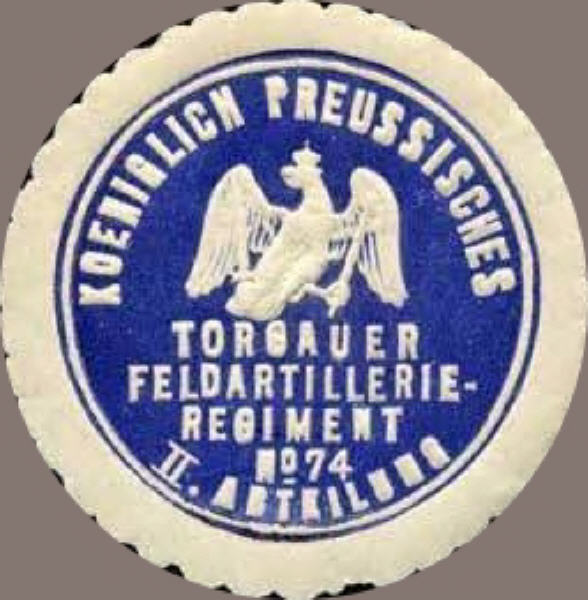 KOENIGLICH PREUSSISCHES
TORGAUER
FELDARTILLERIE-
REGIMENT
No 74
II. ABTEILUNG